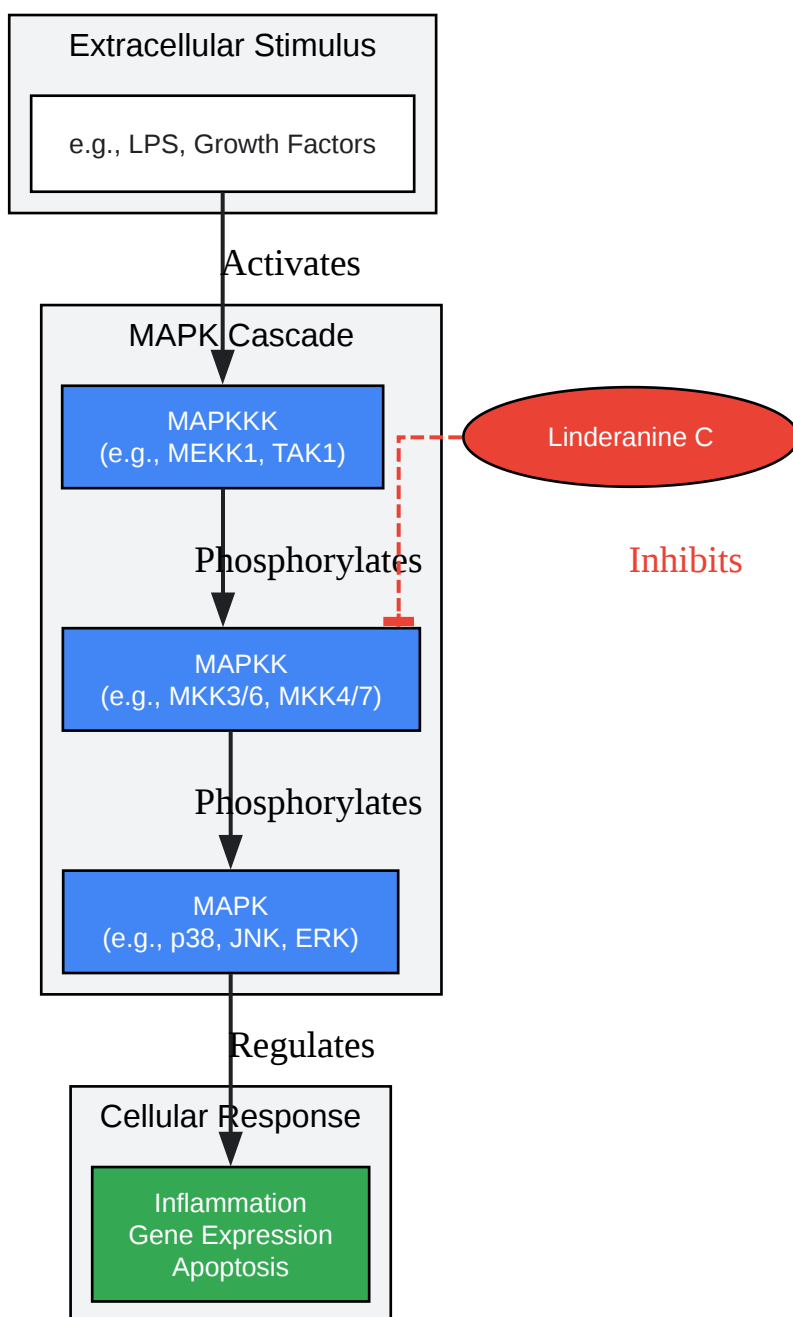 Extracellular Stimulus
e.g., LPS, Growth Factors
Activates
MAPK Cascade
MAPKKK
(e.g., MEKK1, TAK1)
Linderanine C
Phosphorylates
Inhibits
MAPKK
(e.g., MKK3/6, MKK4/7)
Phosphorylates
MAPK
(e.g., p38, JNK, ERK)
Regulates
Cellular Response
Inflammation
Gene Expression
Apoptosis